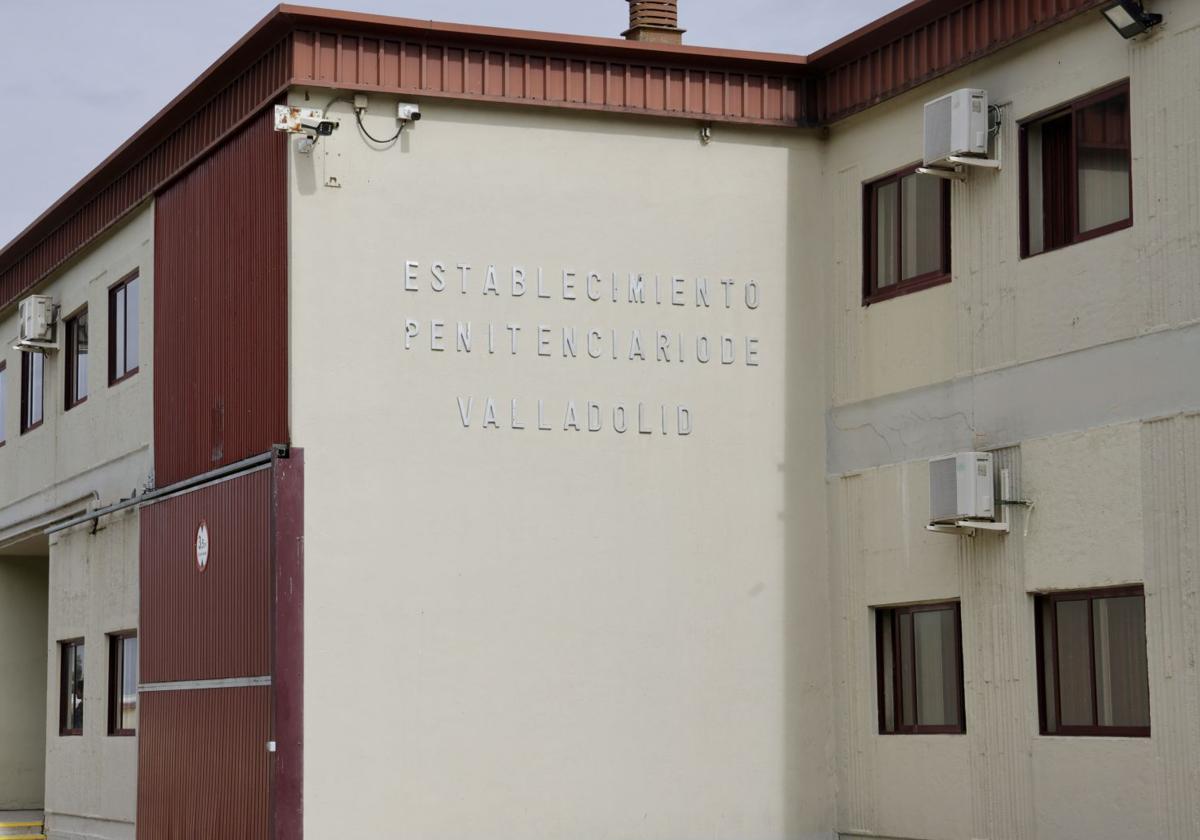 ESTABLECIMIENTO
PENITENCIARIODE
VALLADOLID